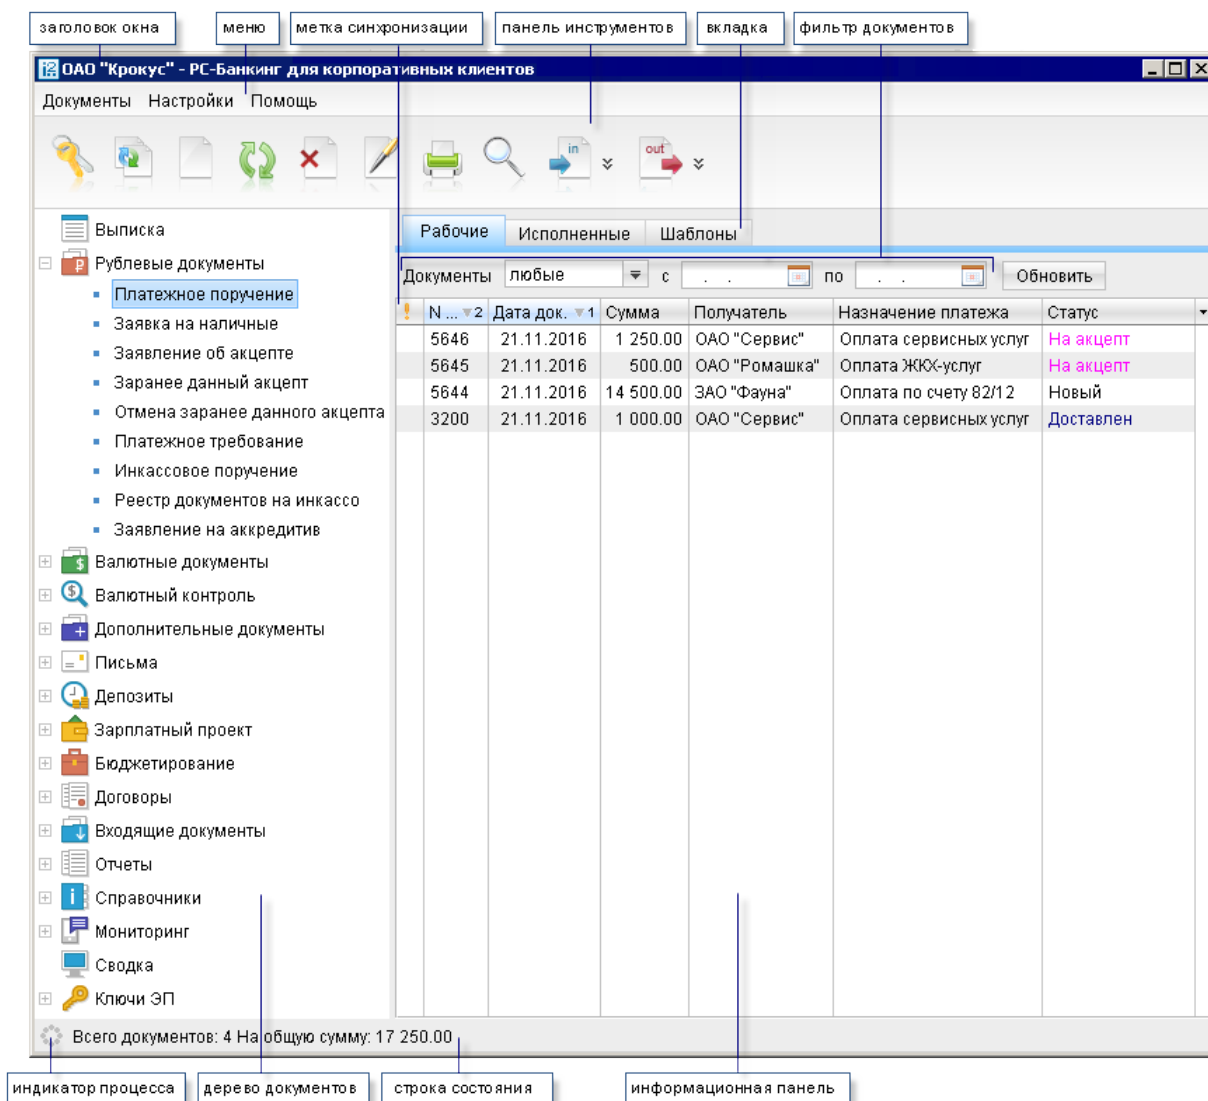 заголовок окна
меню
метка синхронизации
панель инструментов
вкладка
фильтр документов
ОАО "Крокус" - РС-Банкинг для корпоративных клиентов
Документы Настройки Помощь
in
out
Выписка
Рублевые документы
Платежное поручение
Заявка на наличные
Заявление об акцепте
Заранее данный акцепт
Отмена заранее данного акцепта
Платежное требование
Инкассовое поручение
Реестр документов на инкассо
Заявление на аккредитив
Валютные документы
Валютный контроль
Дополнительные документы
Письма
Депозиты
Зарплатный проект
Бюджетирование
Договоры
Входящие документы
Отчеты
Справочники
Мониторинг
Сводка
Ключи ЭП
Рабочие Исполненные Шаблоны
Документы любые с . . по . . Обновить
! N ... 2 Дата док. 1 Сумма Получатель Назначение платежа Статус
5646 21.11.2016 1 250.00 ОАО "Сервис" Оплата сервисных услуг На акцепт
5645 21.11.2016 500.00 ОАО "Ромашка" Оплата ЖКХ-услуг На акцепт
5644 21.11.2016 14 500.00 ЗАО "Фауна" Оплата по счету 82/12 Новый
3200 21.11.2016 1 000.00 ОАО "Сервис" Оплата сервисных услуг Доставлен
Всего документов: 4 На общую сумму: 17 250.00
индикатор процесса
дерево документов
строка состояния
информационная панель